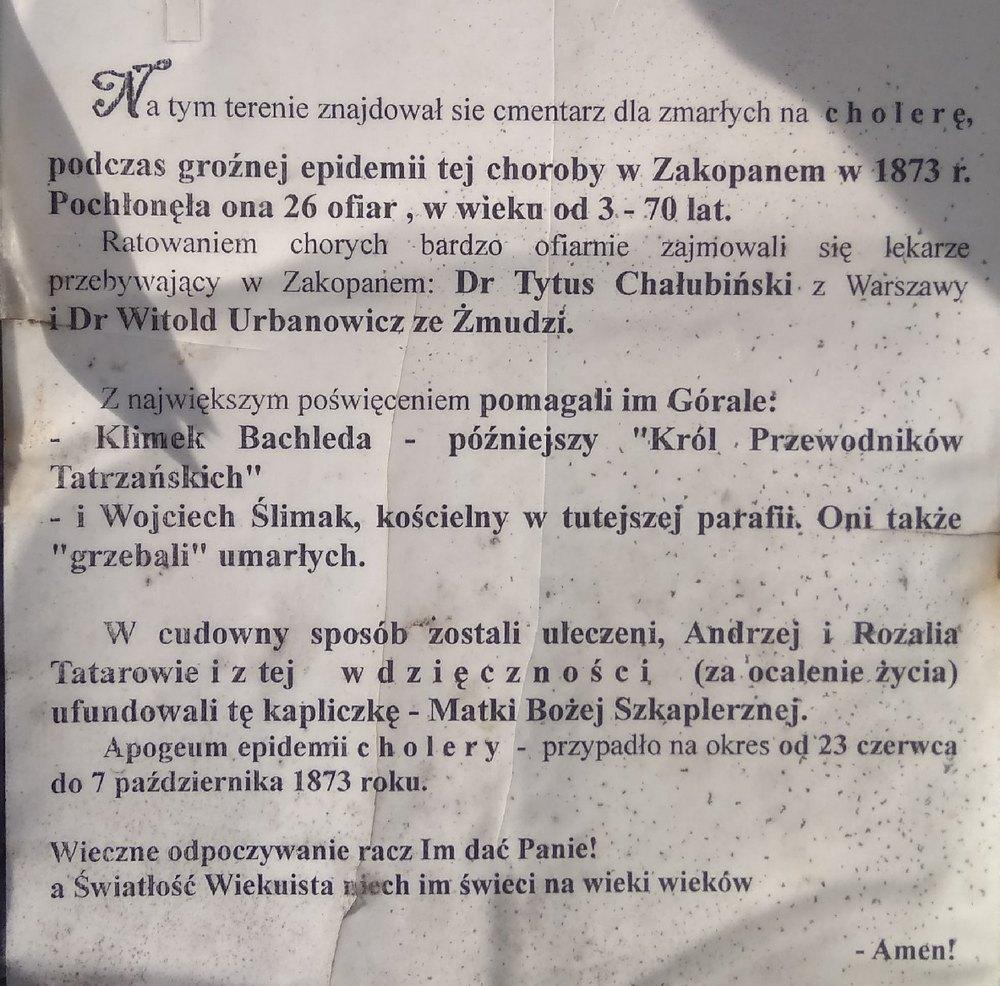 Na tym terenie znajdował sie cmentarz dla zmarłych na c h o l e r ę,
podczas groźnej epidemii tej choroby w Zakopanem w 1873 r.
Pochłonęła ona 26 ofiar , w wieku od 3 - 70 lat.
Ratowaniem chorych bardzo ofiarnie zajmowali się lekarze
przebywający w Zakopanem: Dr Tytus Chałubiński z Warszawy
i Dr Witold Urbanowicz ze Żmudzi.
Z największym poświęceniem pomagali im Górale:
- Klimek Bachleda - późniejszy "Król Przewodników
Tatrzańskich"
- i Wojciech Ślimak, kościelny w tutejszej parafii. Oni także
"grzebali" umarłych.
W cudowny sposób zostali uleczeni, Andrzej i Rozalia
Tatarowie i z tej w d z i ę c z n o ś c i (za ocalenie życia)
ufundowali tę kapliczkę - Matki Bożej Szkaplerznej.
Apogeum epidemii c h o l e r y - przypadło na okres od 23 czerwca
do 7 października 1873 roku.
Wieczne odpoczywanie racz Im dać Panie!
a Światłość Wiekuista niech im świeci na wieki wieków
- Amen!